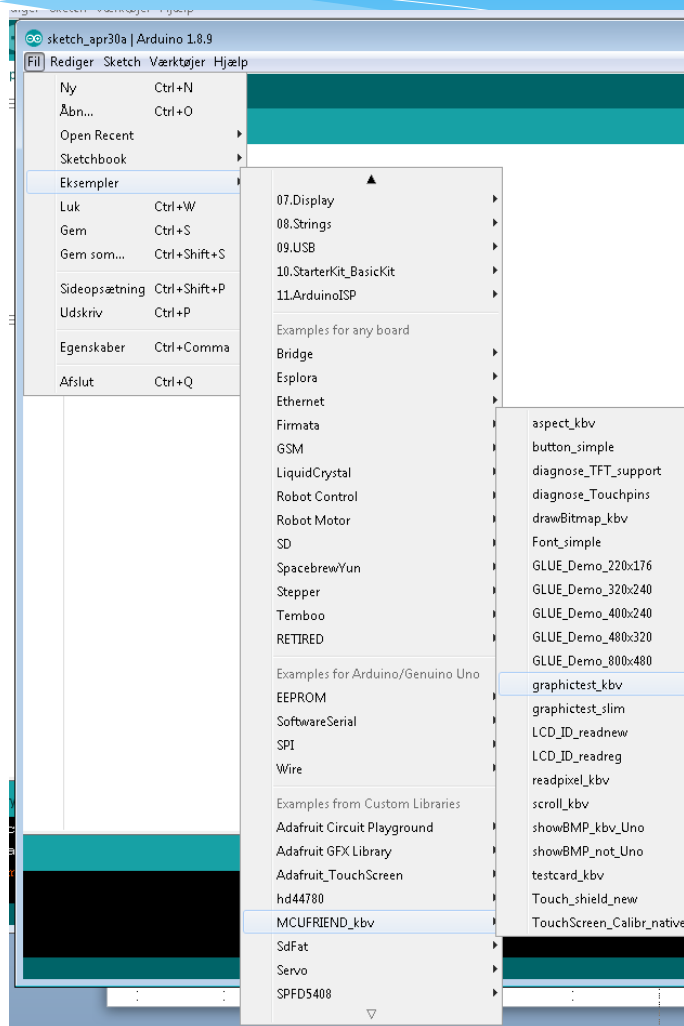 sketch_apr30a | Arduino 1.8.9
Fil Rediger Sketch Værktøjer Hjælp
Ny Ctrl+N
Åbn... Ctrl+O
Open Recent
Sketchbook
Eksempler
Luk Ctrl+W
Gem Ctrl+S
Gem som... Ctrl+Shift+S
Sideopsætning Ctrl+Shift+P
Udskriv Ctrl+P
Egenskaber Ctrl+Comma
Afslut Ctrl+Q
07.Display
08.Strings
09.USB
10.StarterKit_BasicKit
11.ArduinoISP
Examples for any board
Bridge
Esplora
Ethernet
Firmata
GSM
LiquidCrystal
Robot Control
Robot Motor
SD
SpacebrewYun
Stepper
Temboo
RETIRED
Examples for Arduino/Genuino Uno
EEPROM
SoftwareSerial
SPI
Wire
Examples from Custom Libraries
Adafruit Circuit Playground
Adafruit GFX Library
Adafruit_TouchScreen
hd44780
MCUFRIEND_kbv
SdFat
Servo
SPFD5408
aspect_kbv
button_simple
diagnose_TFT_support
diagnose_Touchpins
drawBitmap_kbv
Font_simple
GLUE_Demo_220x176
GLUE_Demo_320x240
GLUE_Demo_400x240
GLUE_Demo_480x320
GLUE_Demo_800x480
graphictest_kbv
graphictest_slim
LCD_ID_readnew
LCD_ID_readreg
readpixel_kbv
scroll_kbv
showBMP_kbv_Uno
showBMP_not_Uno
testcard_kbv
Touch_shield_new
TouchScreen_Calibr_native